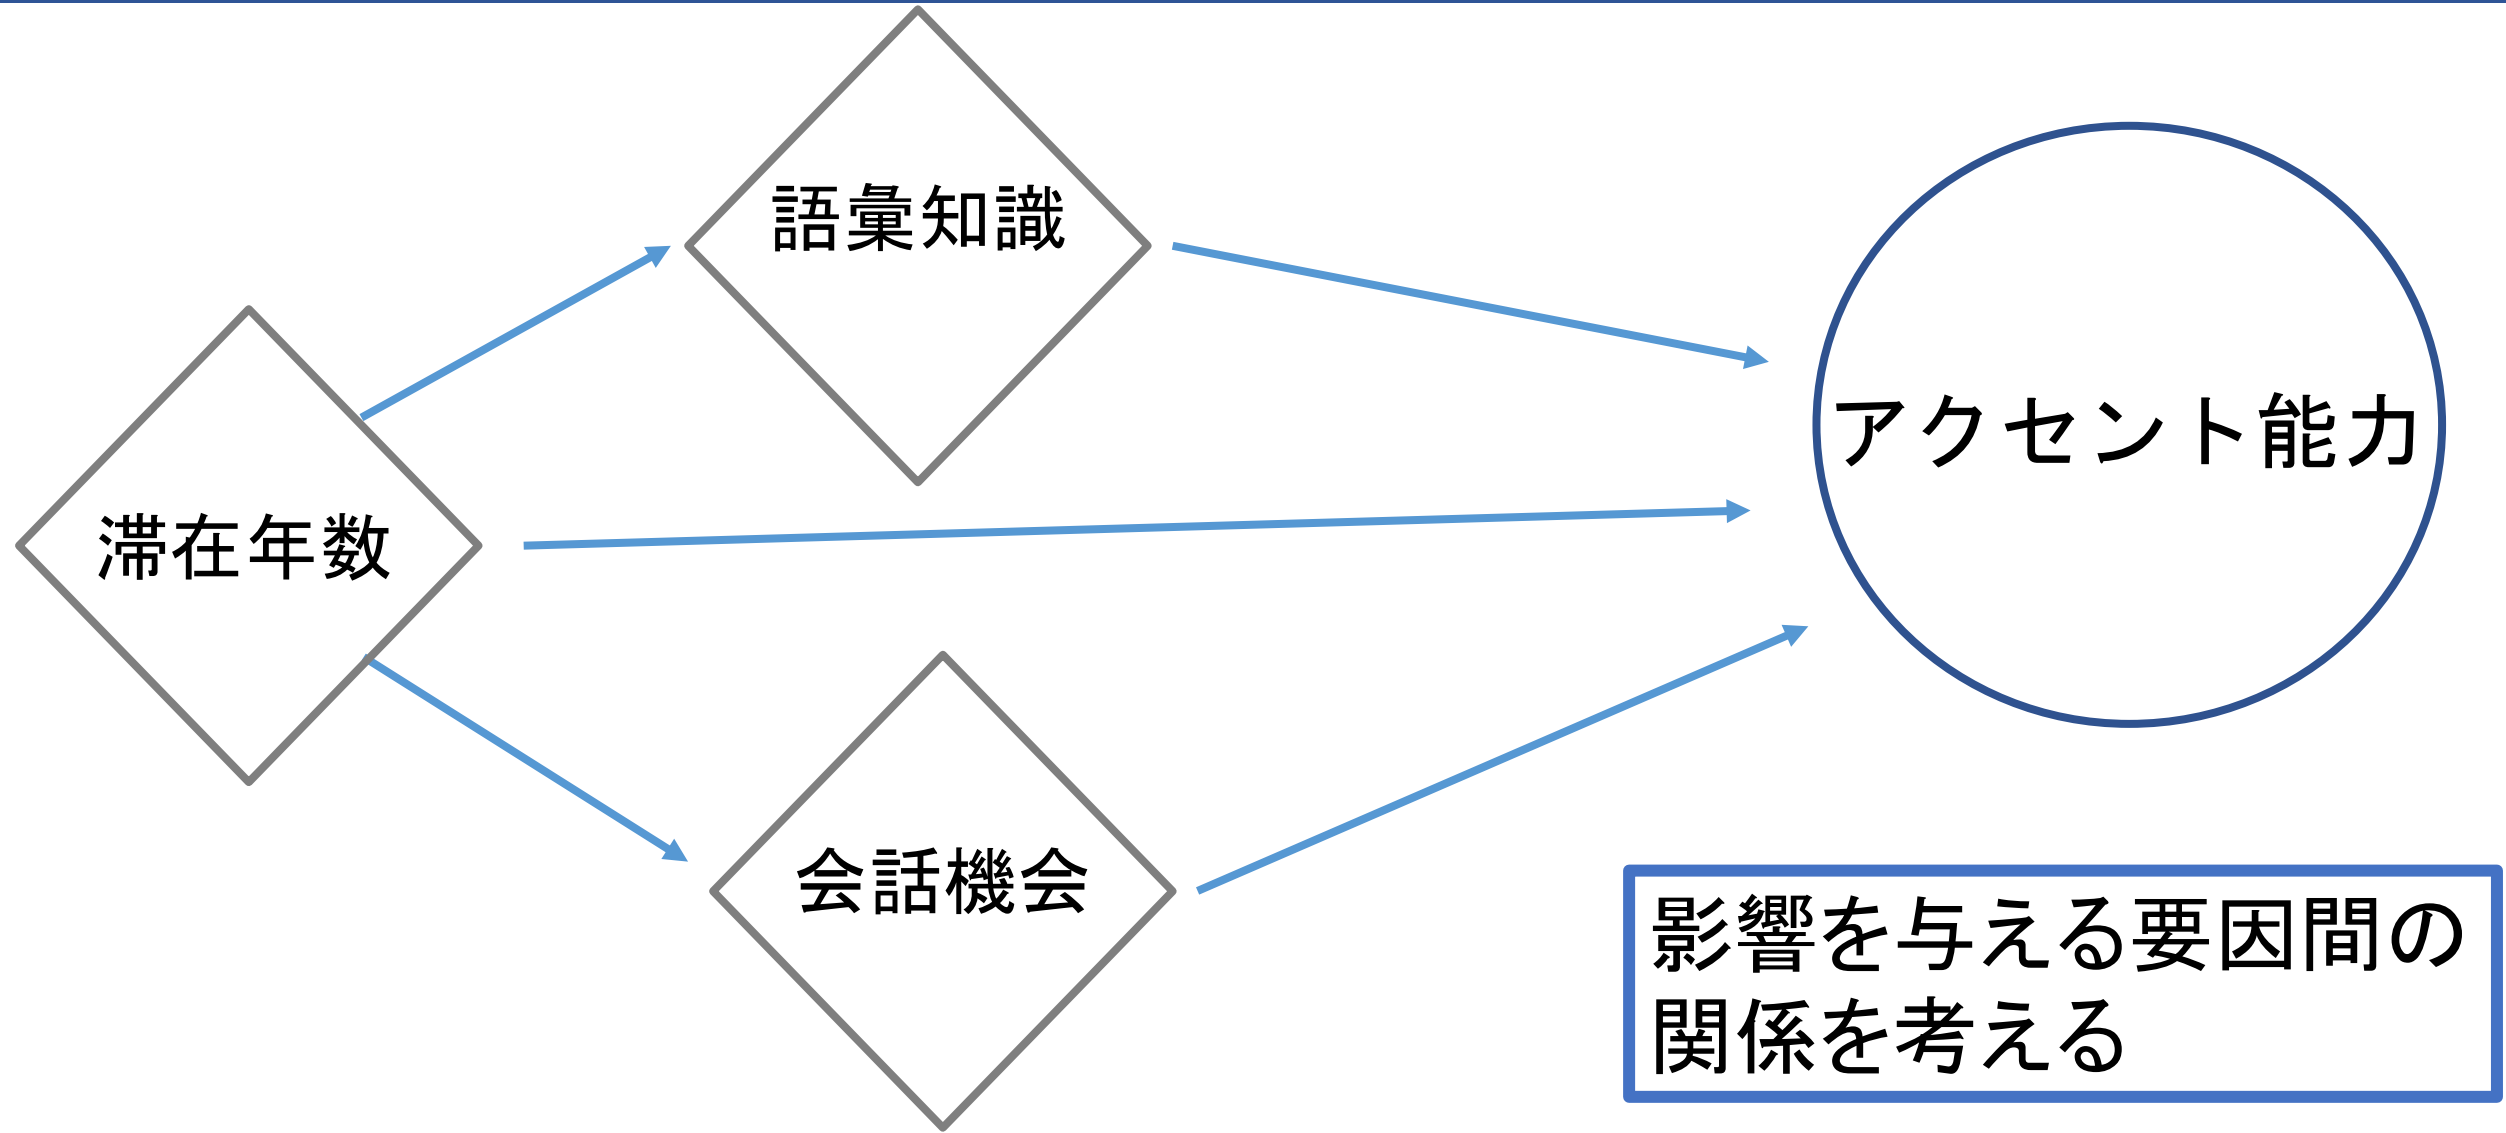 語彙知識
アクセント能力
滞在年数
会話機会
影響を与える要因間の
関係を考える